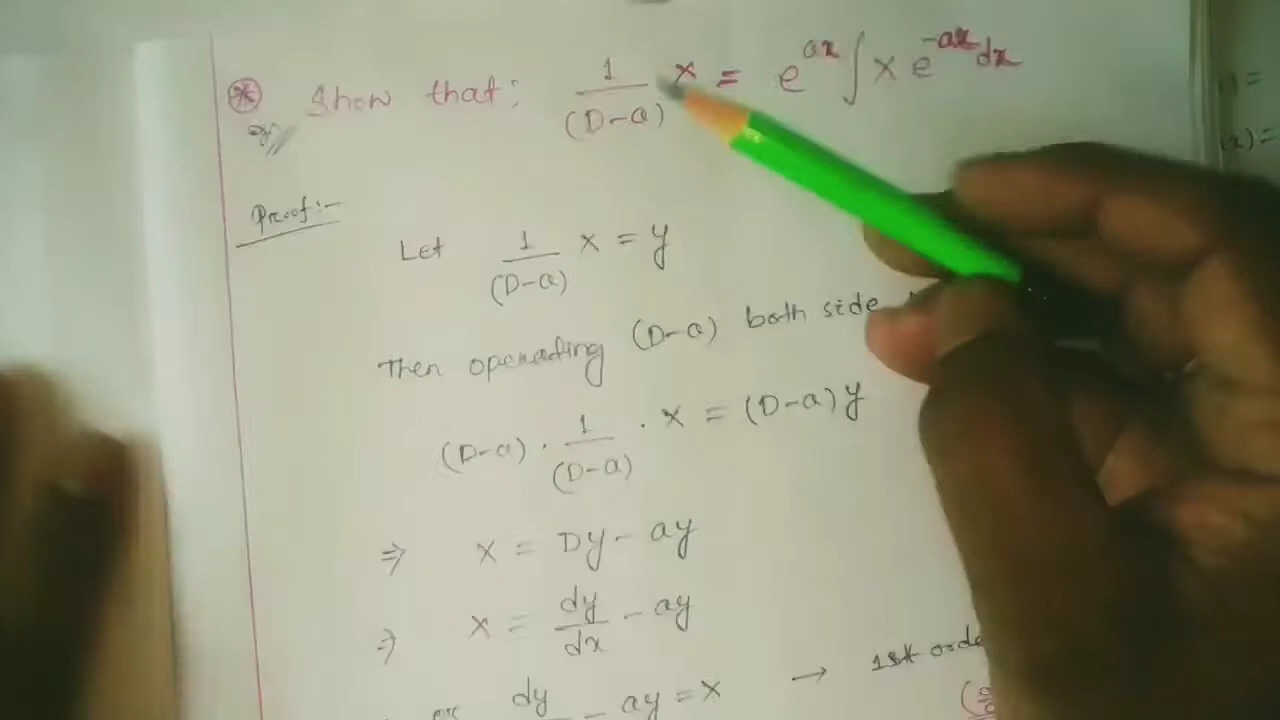 * Show that: 1/(D-a) x = e^{ax} ∫ x e^{-ax} dx
Proof:-
Let 1/(D-a) x = y
Then operating (D-a) both side
(D-a) · 1/(D-a) · x = (D-a) y
⇒ x = Dy - ay
⇒ x = dy/dx - ay
or dy - ay = x → 1st orde